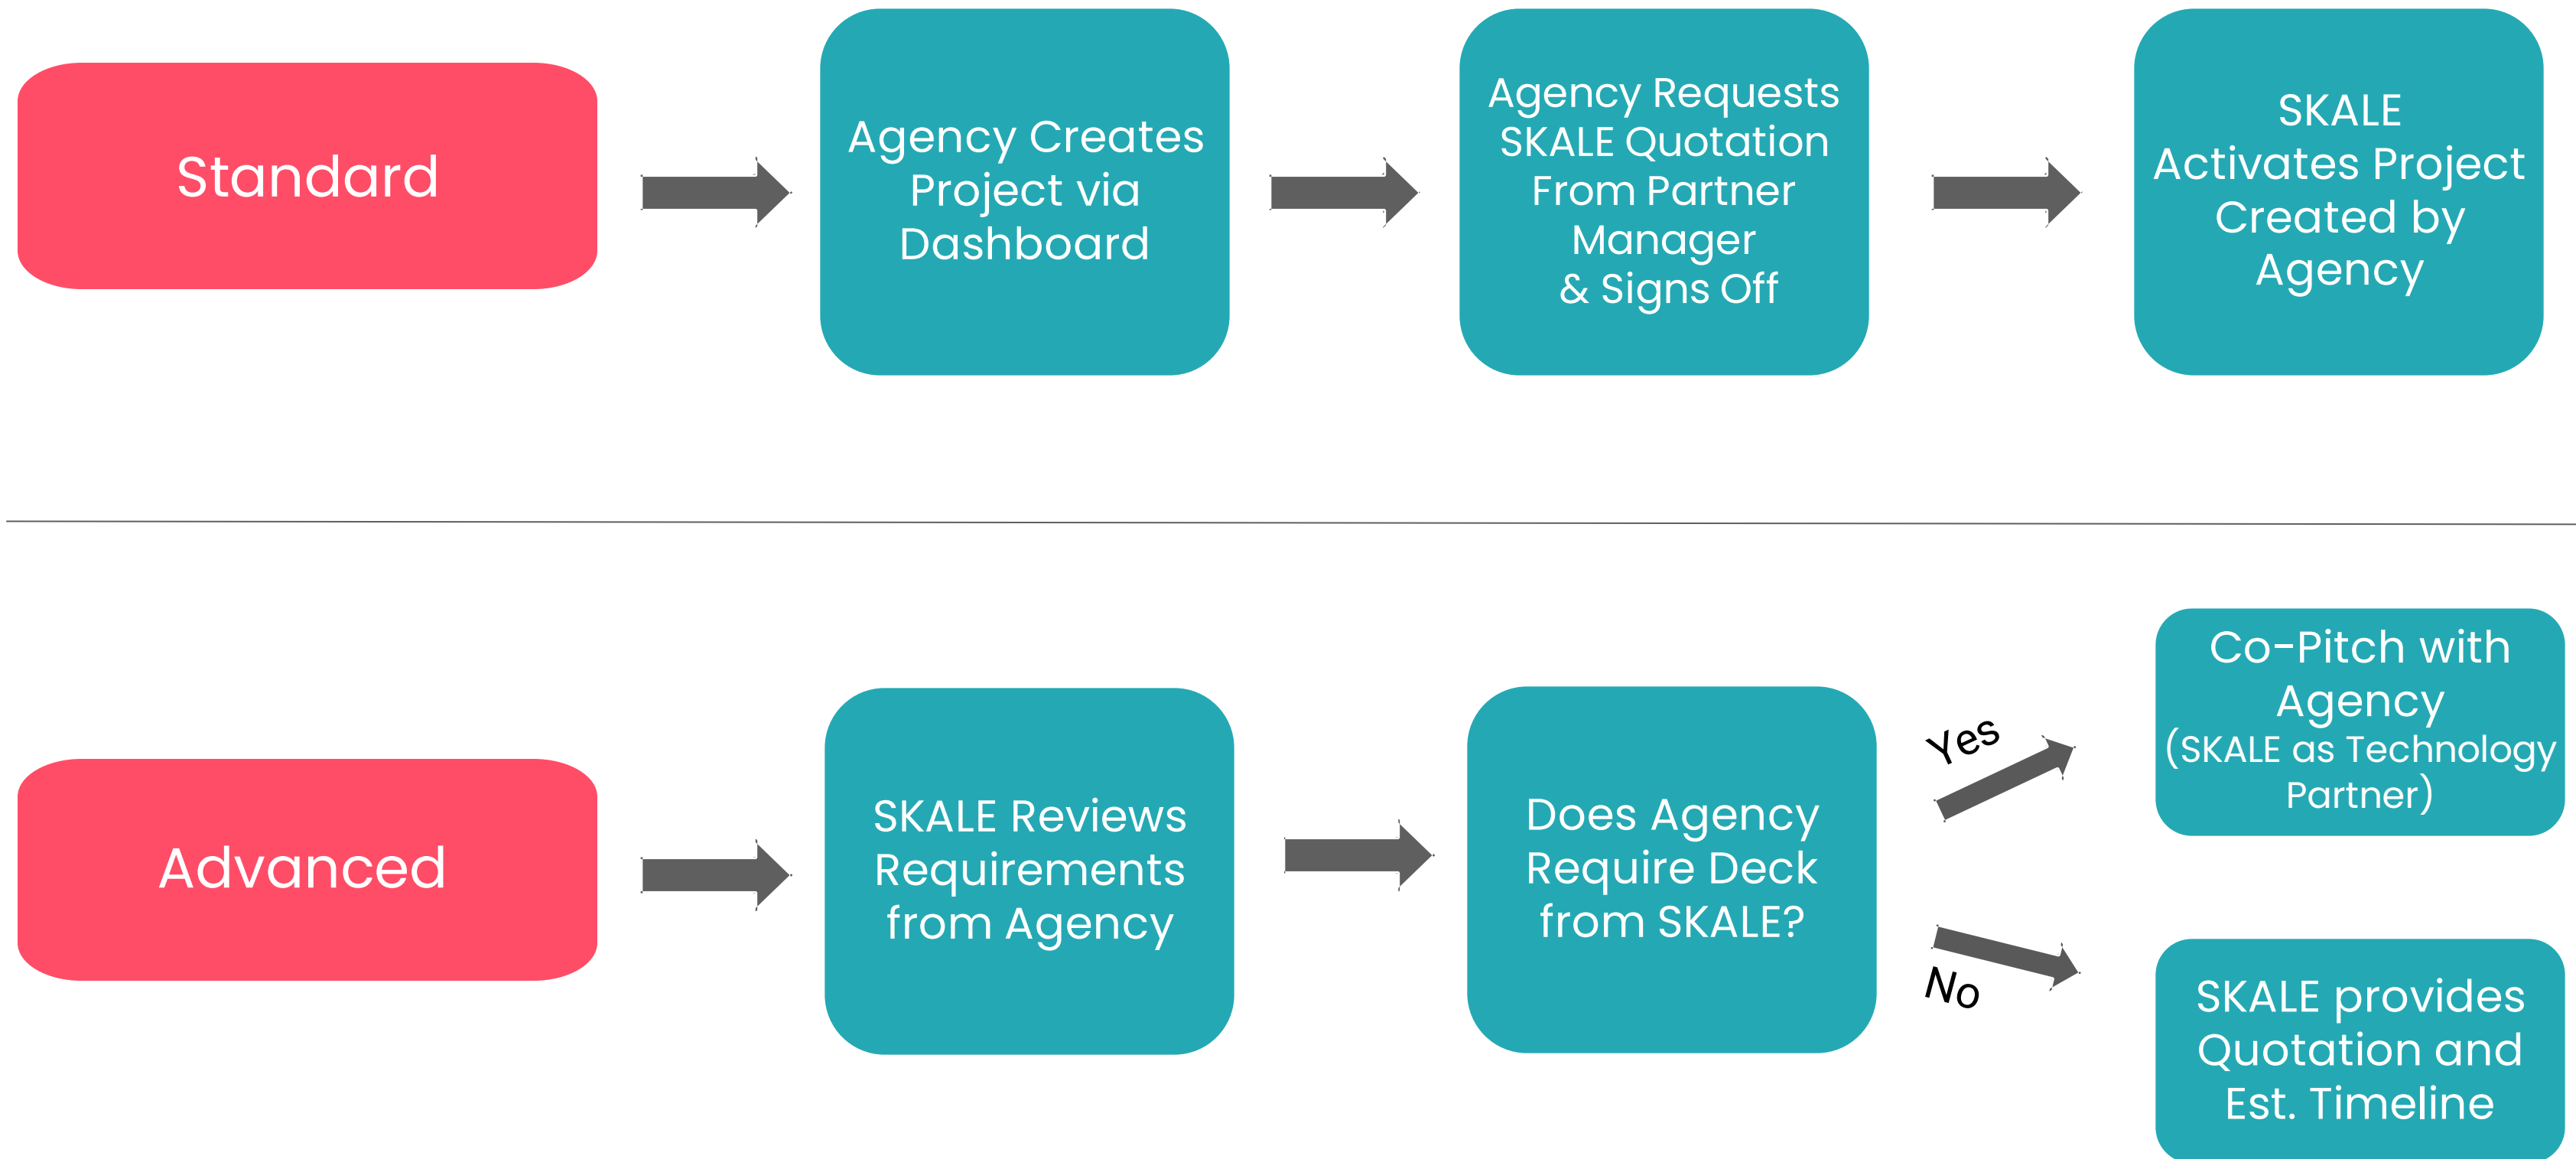 Standard
Agency Creates
Project via
Dashboard
Agency Requests
SKALE Quotation
From Partner
Manager
& Signs Off
SKALE
Activates Project
Created by
Agency
Advanced
SKALE Reviews
Requirements
from Agency
Does Agency
Require Deck
from SKALE?
Yes
Co-Pitch with
Agency
(SKALE as Technology
Partner)
No
SKALE provides
Quotation and
Est. Timeline